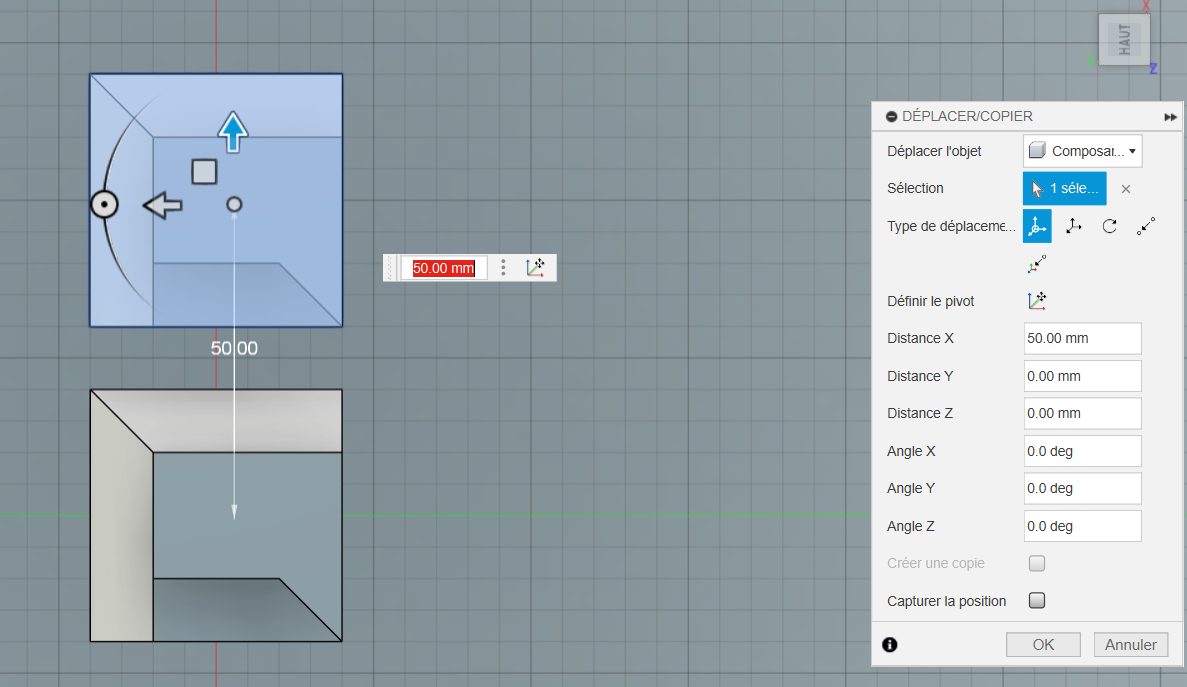 X
HAUT
Z
DÉPLACER/COPIER
Déplacer l'objet
Composar...
Sélection
1 séle...
Type de déplaceme...
50.00 mm
Définir le pivot
Distance X
50.00 mm
50.00
Distance Y
0.00 mm
Distance Z
0.00 mm
Angle X
0.0 deg
Angle Y
0.0 deg
Angle Z
0.0 deg
Créer une copie
Capturer la position
OK
Annuler